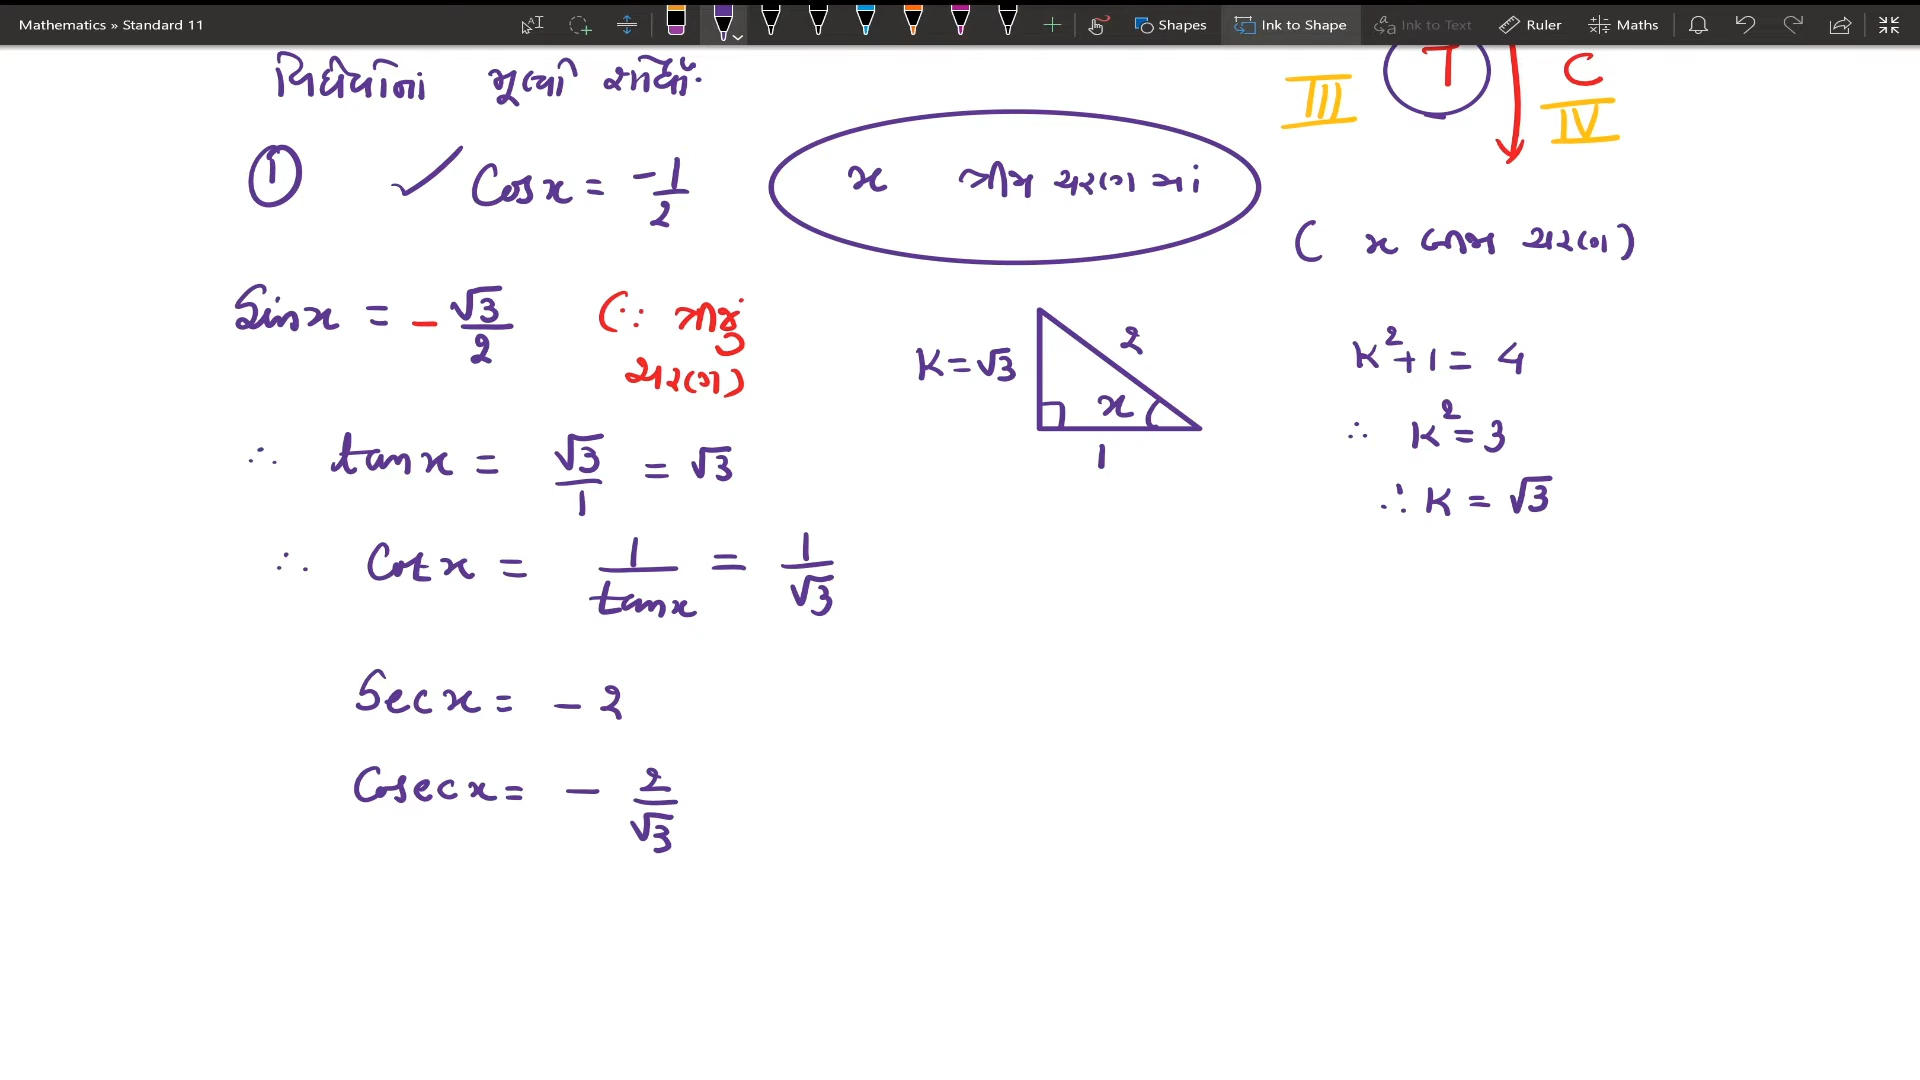 Mathematics » Standard 11
Shapes
Ink to Shape
Ink to Text
Ruler
Maths
વિધેયોનાં મૂલ્યો શોધો.
T
C
III
IV
① ✓ Cos x = -1/2
x ત્રીજા ચરણમાં
( x લઘુ ચરણ)
Sin x = - √3/2 (∵ ત્રીજું
ચરણ)
∴ tan x = √3/1 = √3
∴ Cot x = 1/tan x = 1/√3
Sec x = - 2
Cosec x = - 2/√3
K = √3
2
x
1
K² + 1 = 4
∴ K² = 3
∴ K = √3